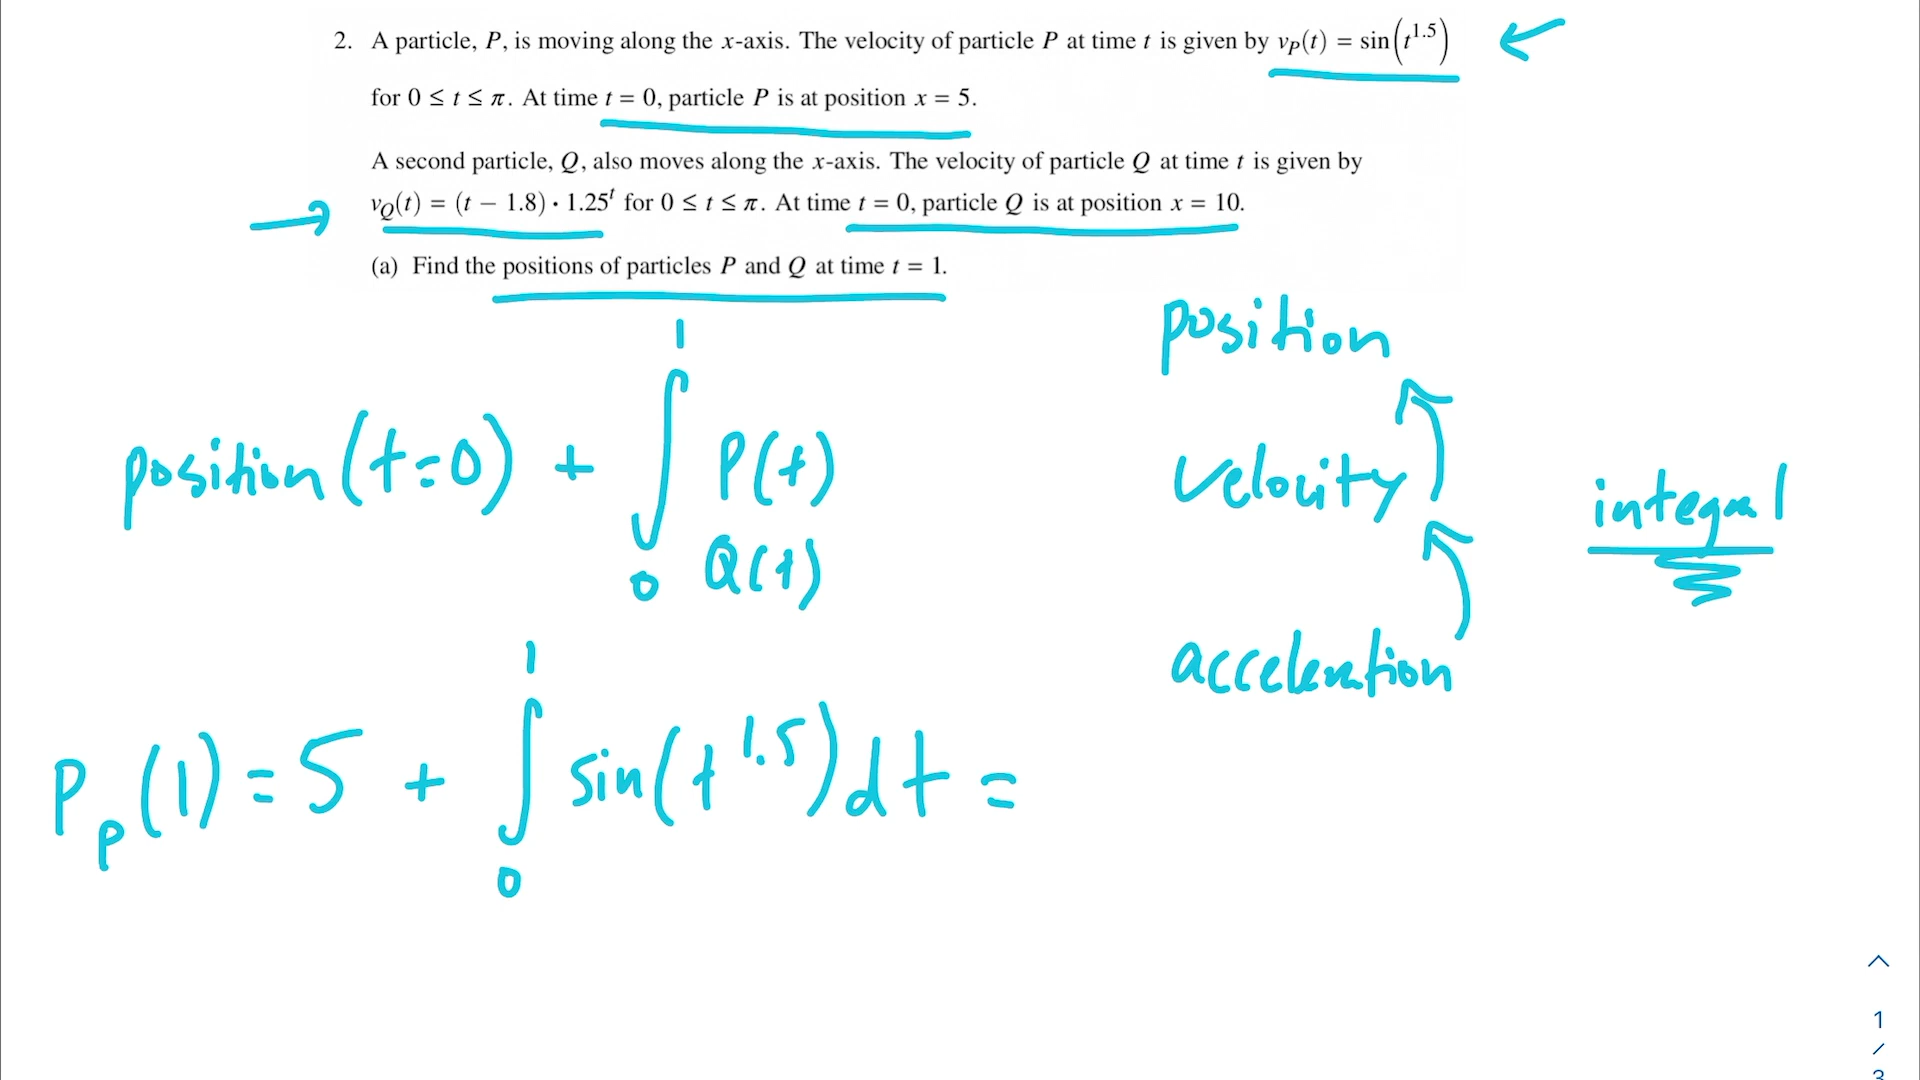 2. A particle, P, is moving along the x-axis. The velocity of particle P at time t is given by v_P(t) = sin(t^1.5)
for 0 ≤ t ≤ π. At time t = 0, particle P is at position x = 5.
A second particle, Q, also moves along the x-axis. The velocity of particle Q at time t is given by
v_Q(t) = (t − 1.8) · 1.25^t for 0 ≤ t ≤ π. At time t = 0, particle Q is at position x = 10.
(a) Find the positions of particles P and Q at time t = 1.
position (t=0) + ∫_0^1 P(t)
Q(t)
position
velocity
acceleration
integral
P_P(1) = 5 + ∫_0^1 sin(t^1.5) dt =
1
/
3